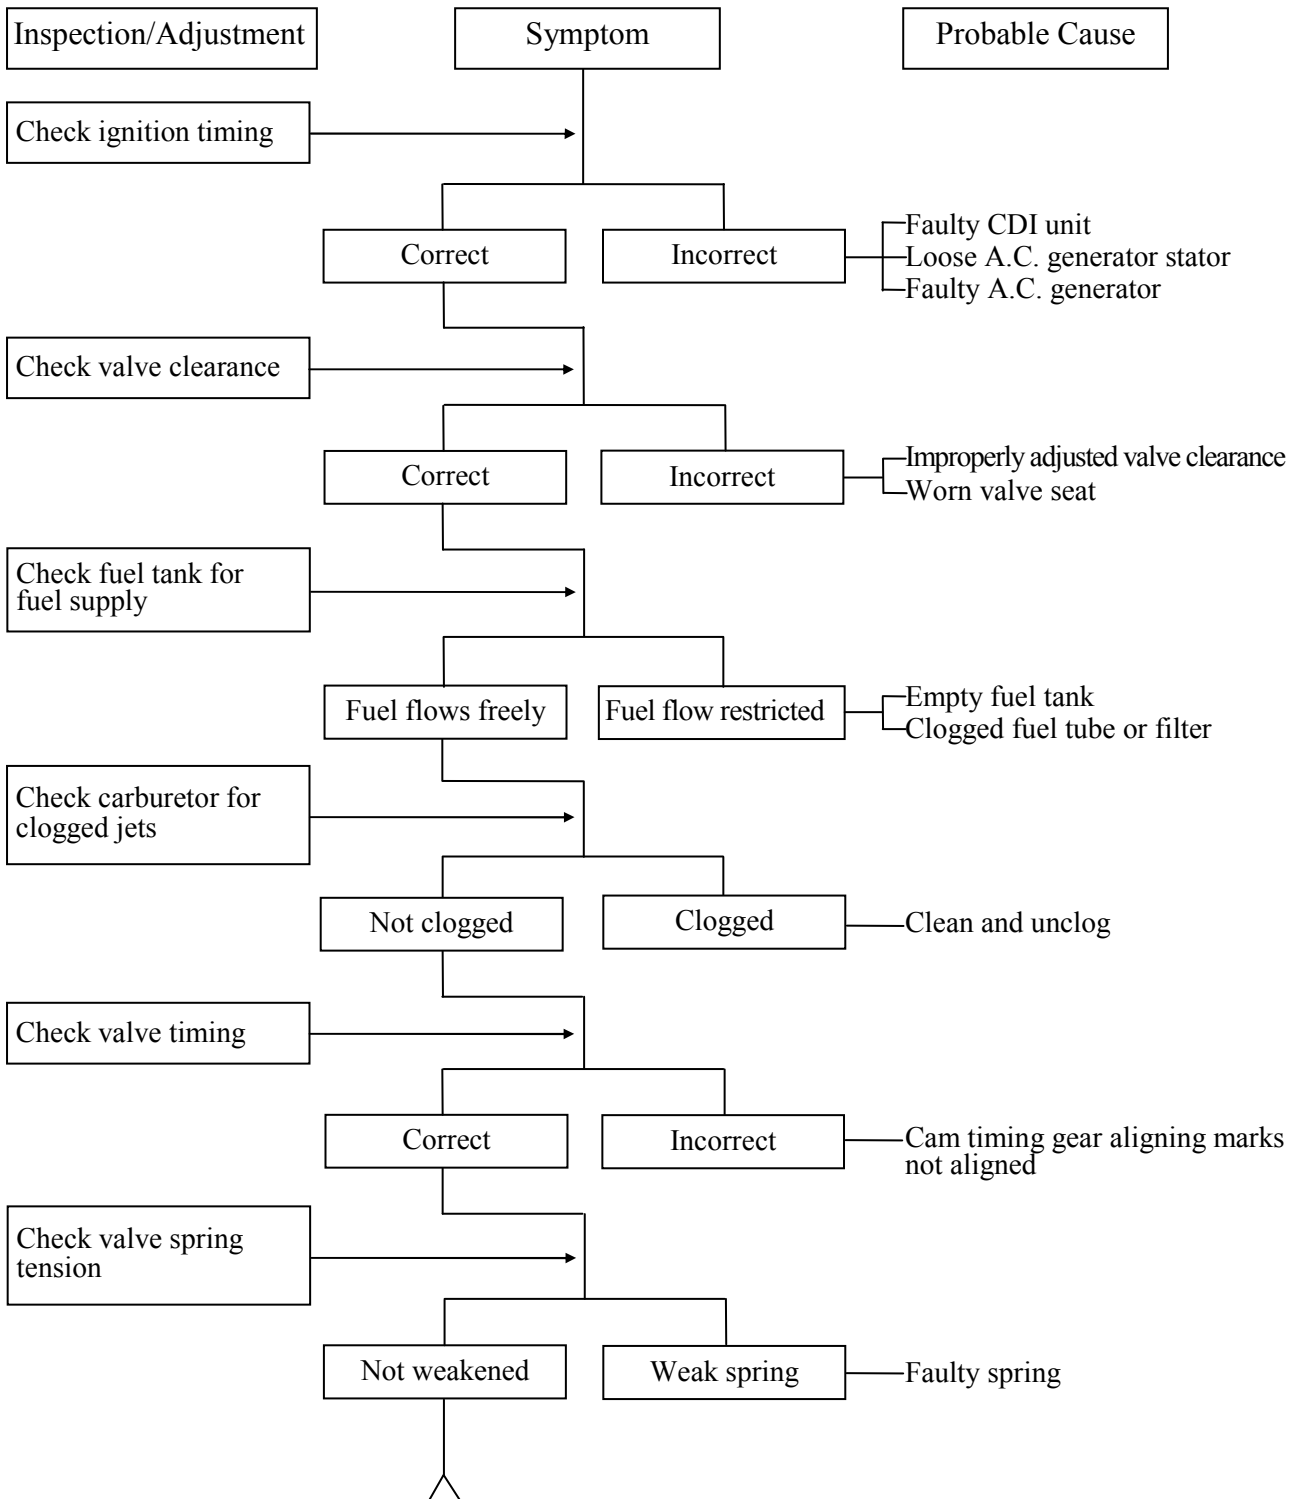 Inspection/Adjustment
Symptom
Probable Cause
Check ignition timing
Correct
Incorrect
Faulty CDI unit
Loose A.C. generator stator
Faulty A.C. generator
Check valve clearance
Correct
Incorrect
Improperly adjusted valve clearance
Worn valve seat
Check fuel tank for
fuel supply
Fuel flows freely
Fuel flow restricted
Empty fuel tank
Clogged fuel tube or filter
Check carburetor for
clogged jets
Not clogged
Clogged
Clean and unclog
Check valve timing
Correct
Incorrect
Cam timing gear aligning marks
not aligned
Check valve spring
tension
Not weakened
Weak spring
Faulty spring